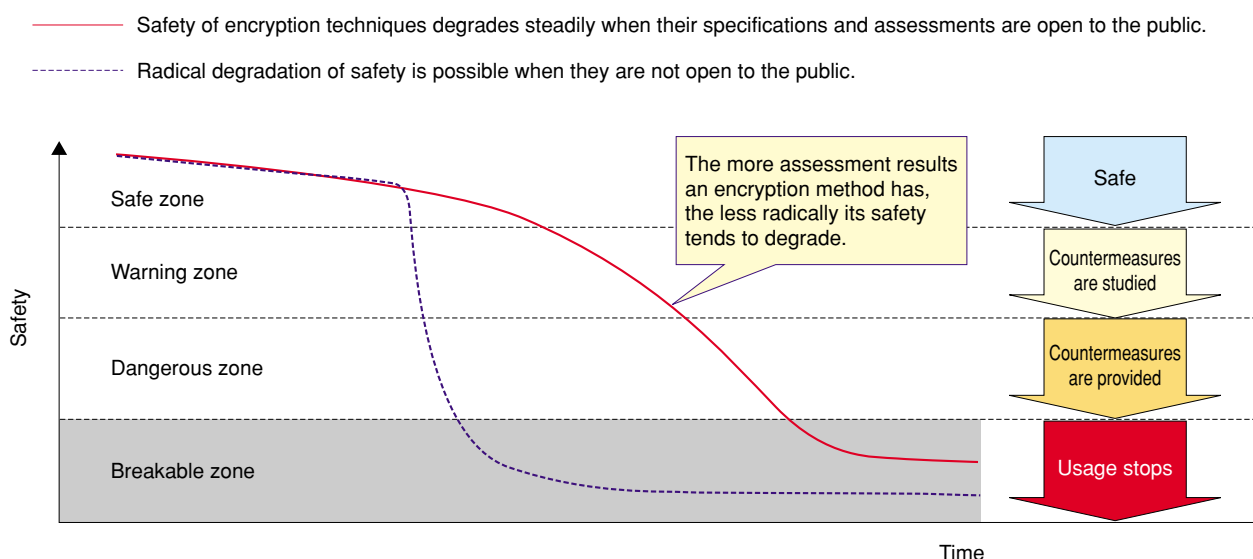 Safety of encryption techniques degrades steadily when their specifications and assessments are open to the public.
Radical degradation of safety is possible when they are not open to the public.
The more assessment results
an encryption method has,
the less radically its safety
tends to degrade.
Safe
Safe zone
Countermeasures
are studied
Warning zone
Safety
Countermeasures
are provided
Dangerous zone
Usage stops
Breakable zone
Time